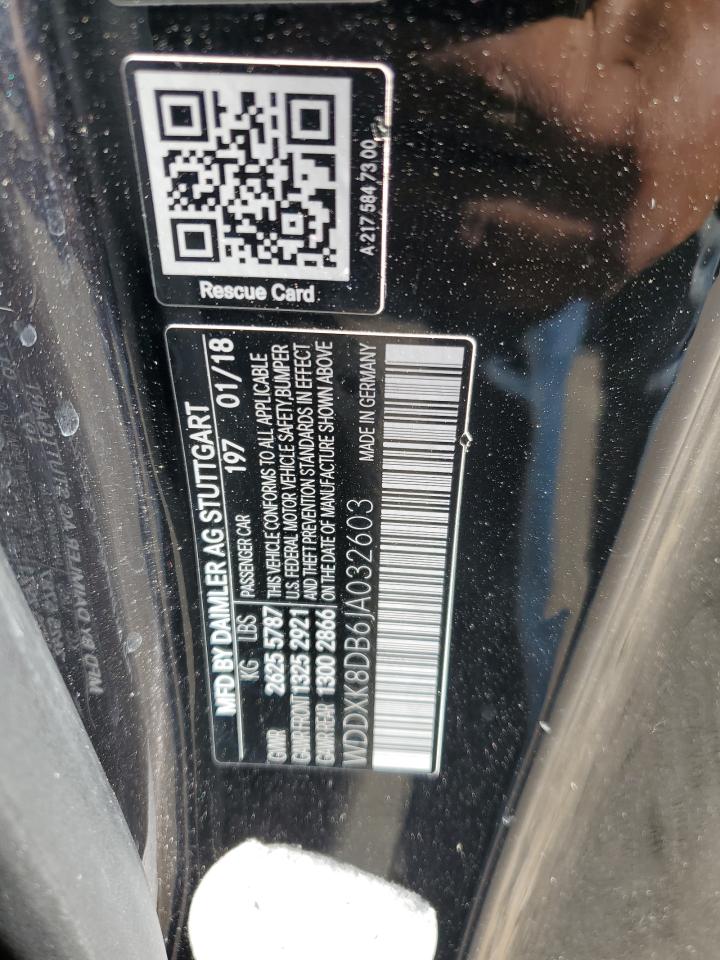 Rescue Card
A 217 584 73 00
MFD BY DAIMLER AG STUTTGART
KG LBS PASSENGER CAR 197 01/18
GVWR 2625 5787 THIS VEHICLE CONFORMS TO ALL APPLICABLE
U.S. FEDERAL MOTOR VEHICLE SAFETY,BUMPER
GAWR FRONT 1325 2921 AND THEFT PREVENTION STANDARDS IN EFFECT
GAWR REAR 1300 2866 ON THE DATE OF MANUFACTURE SHOWN ABOVE
WDDXK8DB6JA032603 MADE IN GERMANY